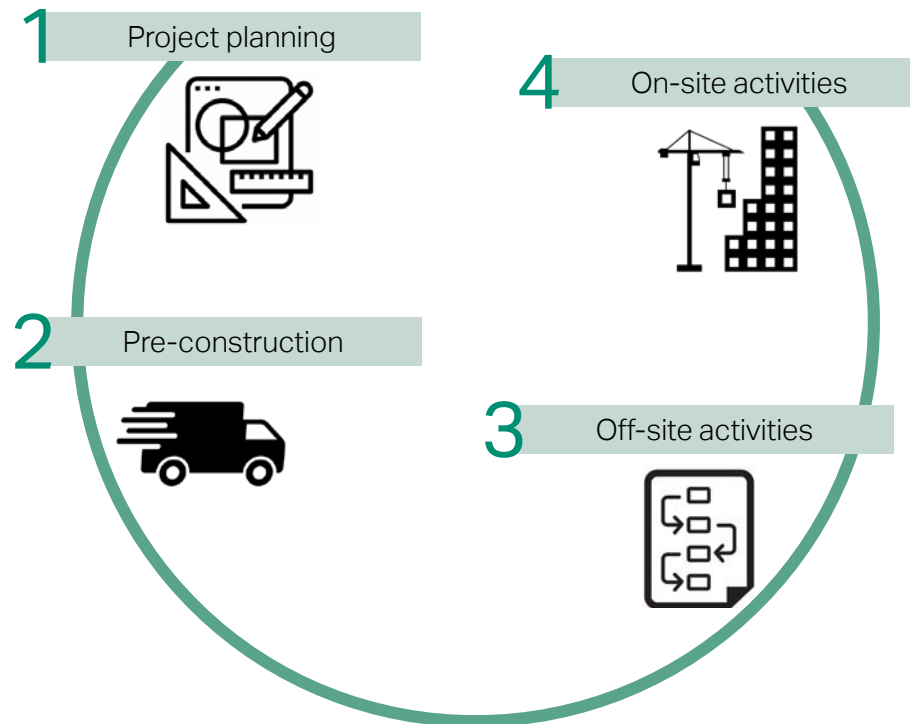 1 Project planning
2 Pre-construction
3 Off-site activities
4 On-site activities